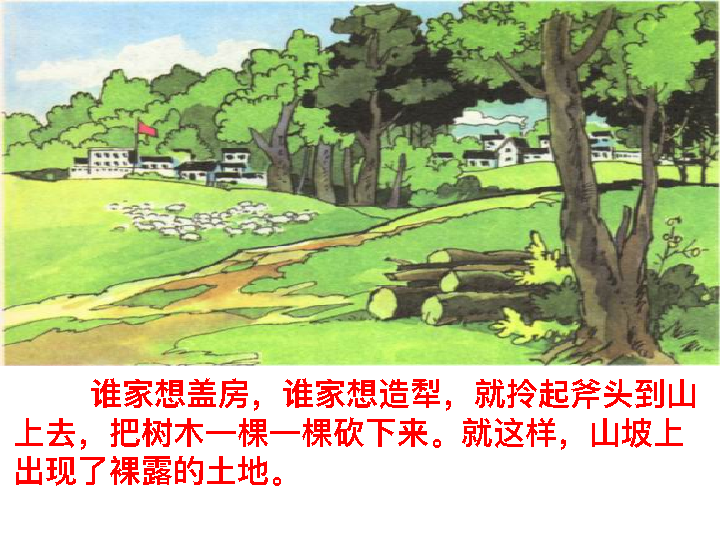 谁家想盖房，谁家想造犁，就拎起斧头到山
上去，把树木一棵一棵砍下来。就这样，山坡上
出现了裸露的土地。